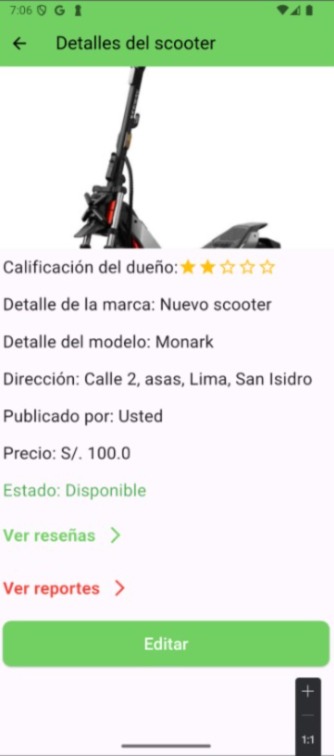 7:06
Detalles del scooter
Calificación del dueño:
Detalle de la marca: Nuevo scooter
Detalle del modelo: Monark
Dirección: Calle 2, asas, Lima, San Isidro
Publicado por: Usted
Precio: S/. 100.0
Estado: Disponible
Ver reseñas
Ver reportes
Editar
1:1